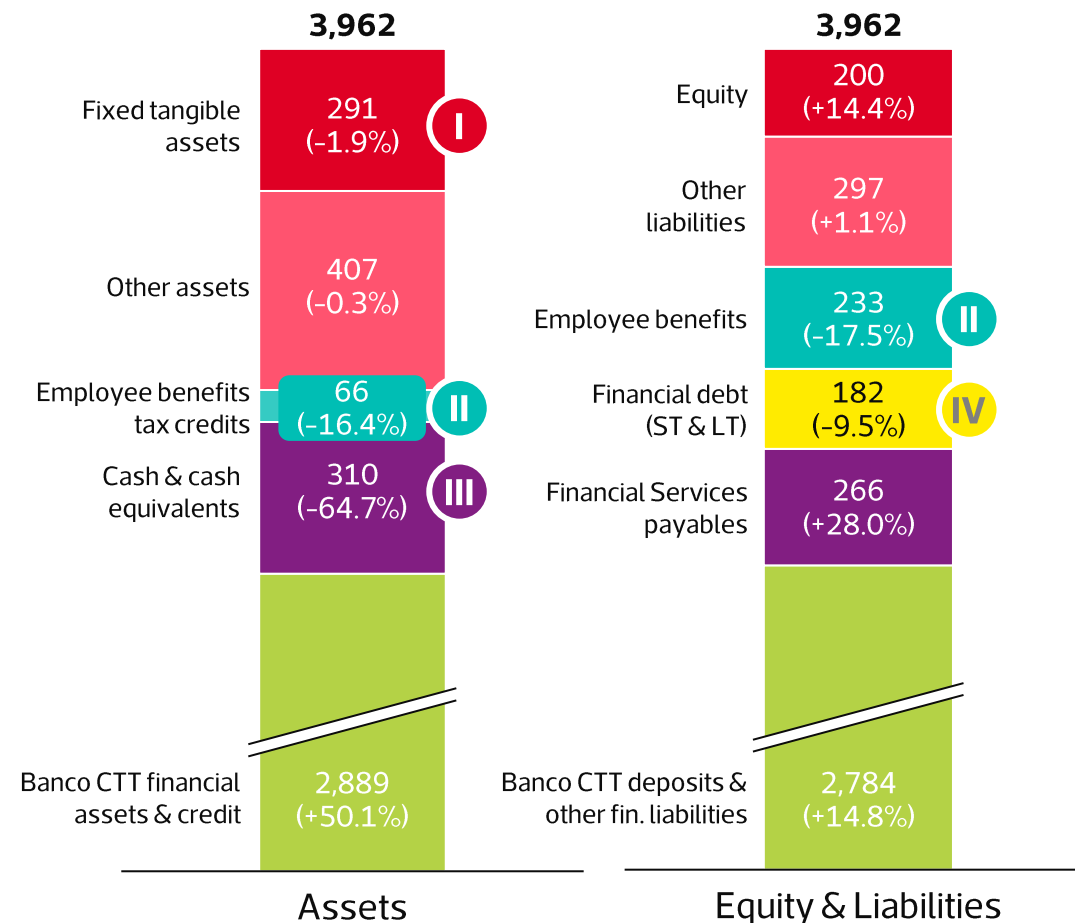 3,962
Fixed tangible
assets
291
(-1.9%)
I
Other assets
407
(-0.3%)
Employee benefits
tax credits
66
(-16.4%)
II
Cash & cash
equivalents
310
(-64.7%)
III
Banco CTT financial
assets & credit
2,889
(+50.1%)
Assets
3,962
Equity
200
(+14.4%)
Other
liabilities
297
(+1.1%)
Employee benefits
233
(-17.5%)
II
Financial debt
(ST & LT)
182
(-9.5%)
IV
Financial Services
payables
266
(+28.0%)
Banco CTT deposits &
other fin. liabilities
2,784
(+14.8%)
Equity & Liabilities